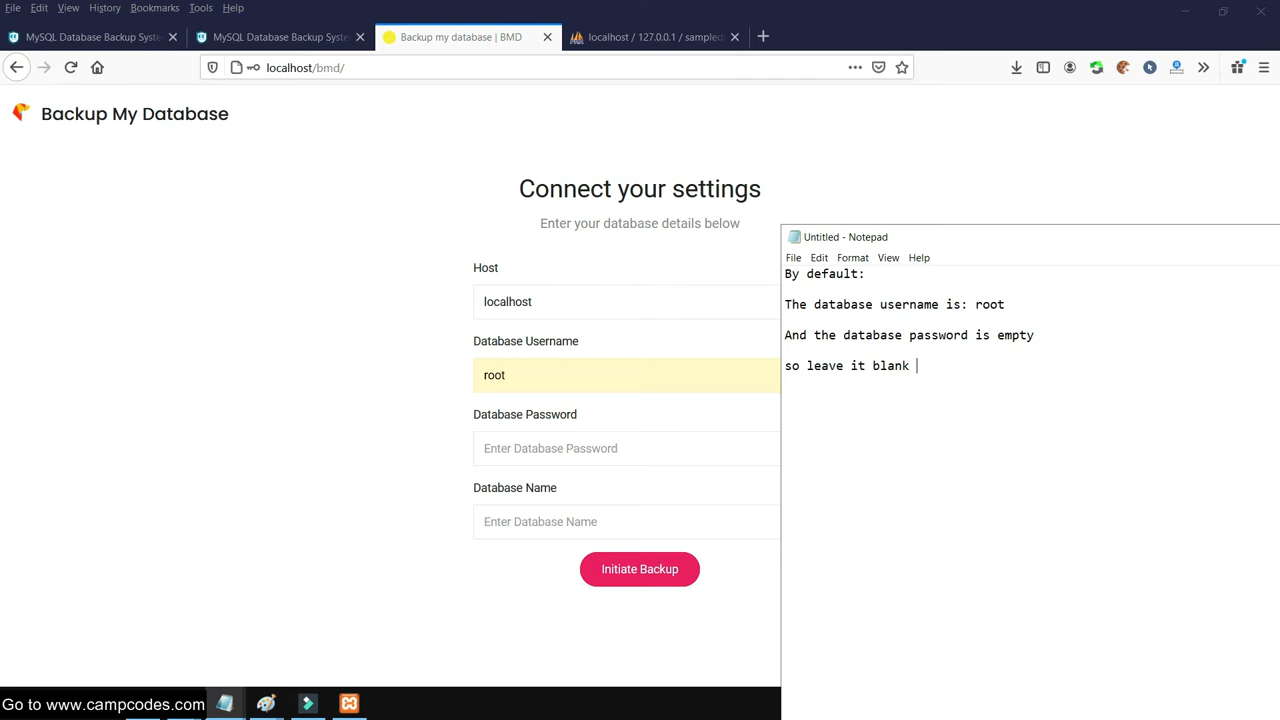 File Edit View History Bookmarks Tools Help
MySQL Database Backup Syste
MySQL Database Backup Syste
Backup my database | BMD
localhost / 127.0.0.1 / sampled
localhost/bmd/
Backup My Database
Connect your settings
Enter your database details below
Host
localhost
Database Username
root
Database Password
Enter Database Password
Database Name
Enter Database Name
Initiate Backup
Untitled - Notepad
File Edit Format View Help
By default:
The database username is: root
And the database password is empty
so leave it blank
Go to www.campcodes.com